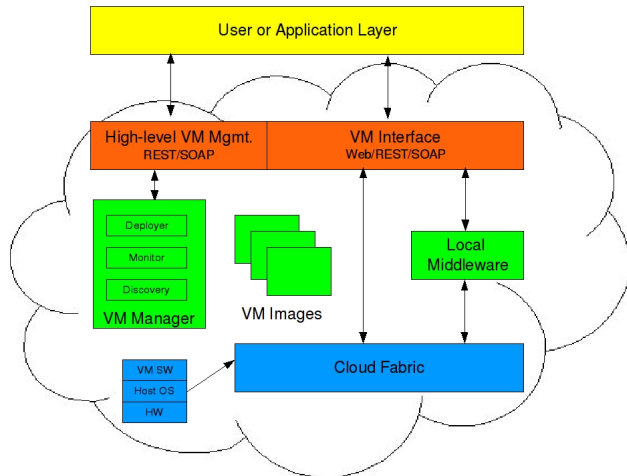 User or Application Layer
High-level VM Mgmt.
REST/SOAP
VM Interface
Web/REST/SOAP
Deployer
Monitor
Discovery
VM Manager
VM Images
Local
Middleware
VM SW
Host OS
HW
Cloud Fabric